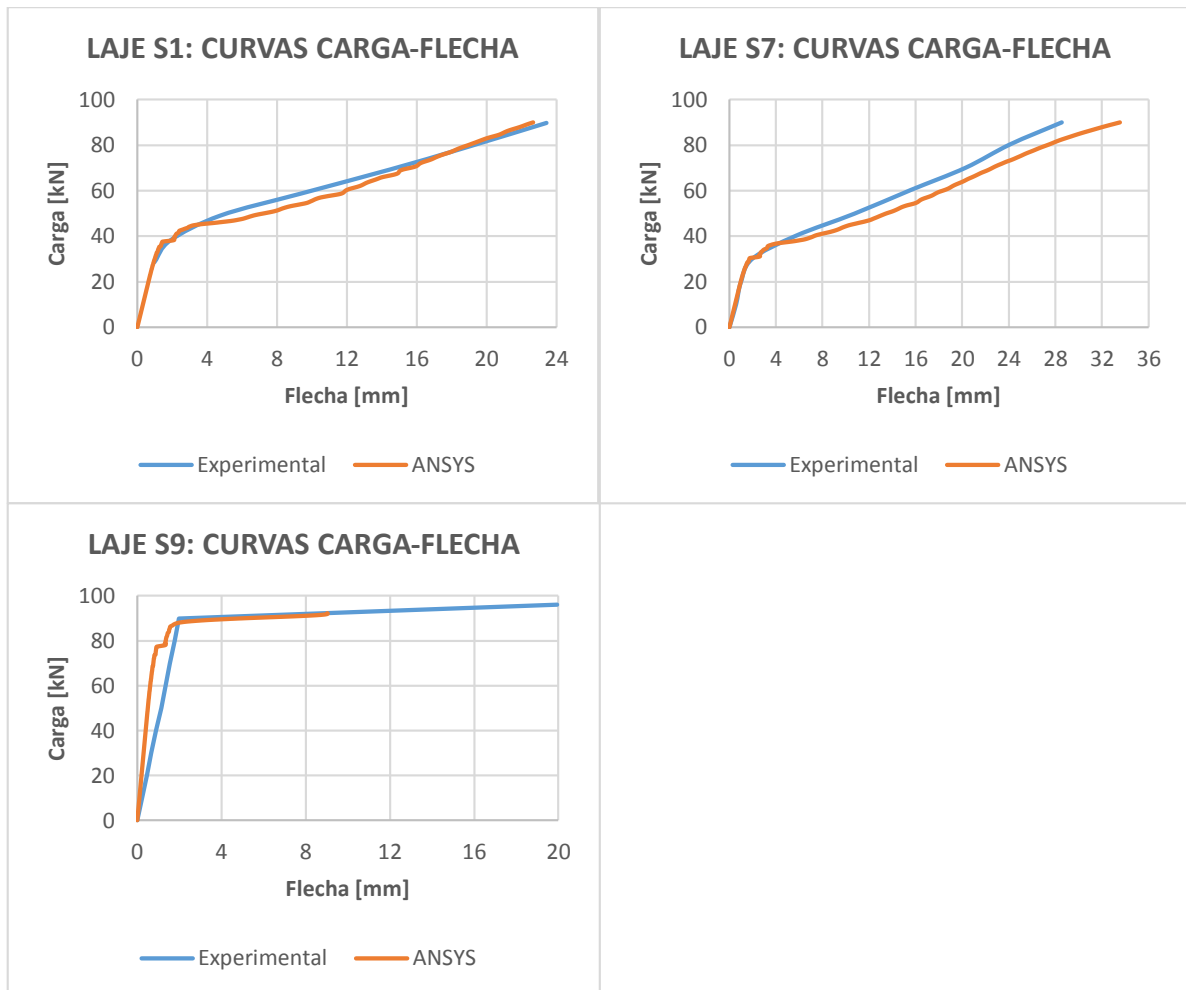 LAJE S1: CURVAS CARGA-FLECHA
Carga [kN]
100
80
60
40
20
0
0 4 8 12 16 20 24
Flecha [mm]
Experimental ANSYS
LAJE S7: CURVAS CARGA-FLECHA
Carga [kN]
100
80
60
40
20
0
0 4 8 12 16 20 24 28 32 36
Flecha [mm]
Experimental ANSYS
LAJE S9: CURVAS CARGA-FLECHA
Carga [kN]
100
80
60
40
20
0
0 4 8 12 16 20
Flecha [mm]
Experimental ANSYS